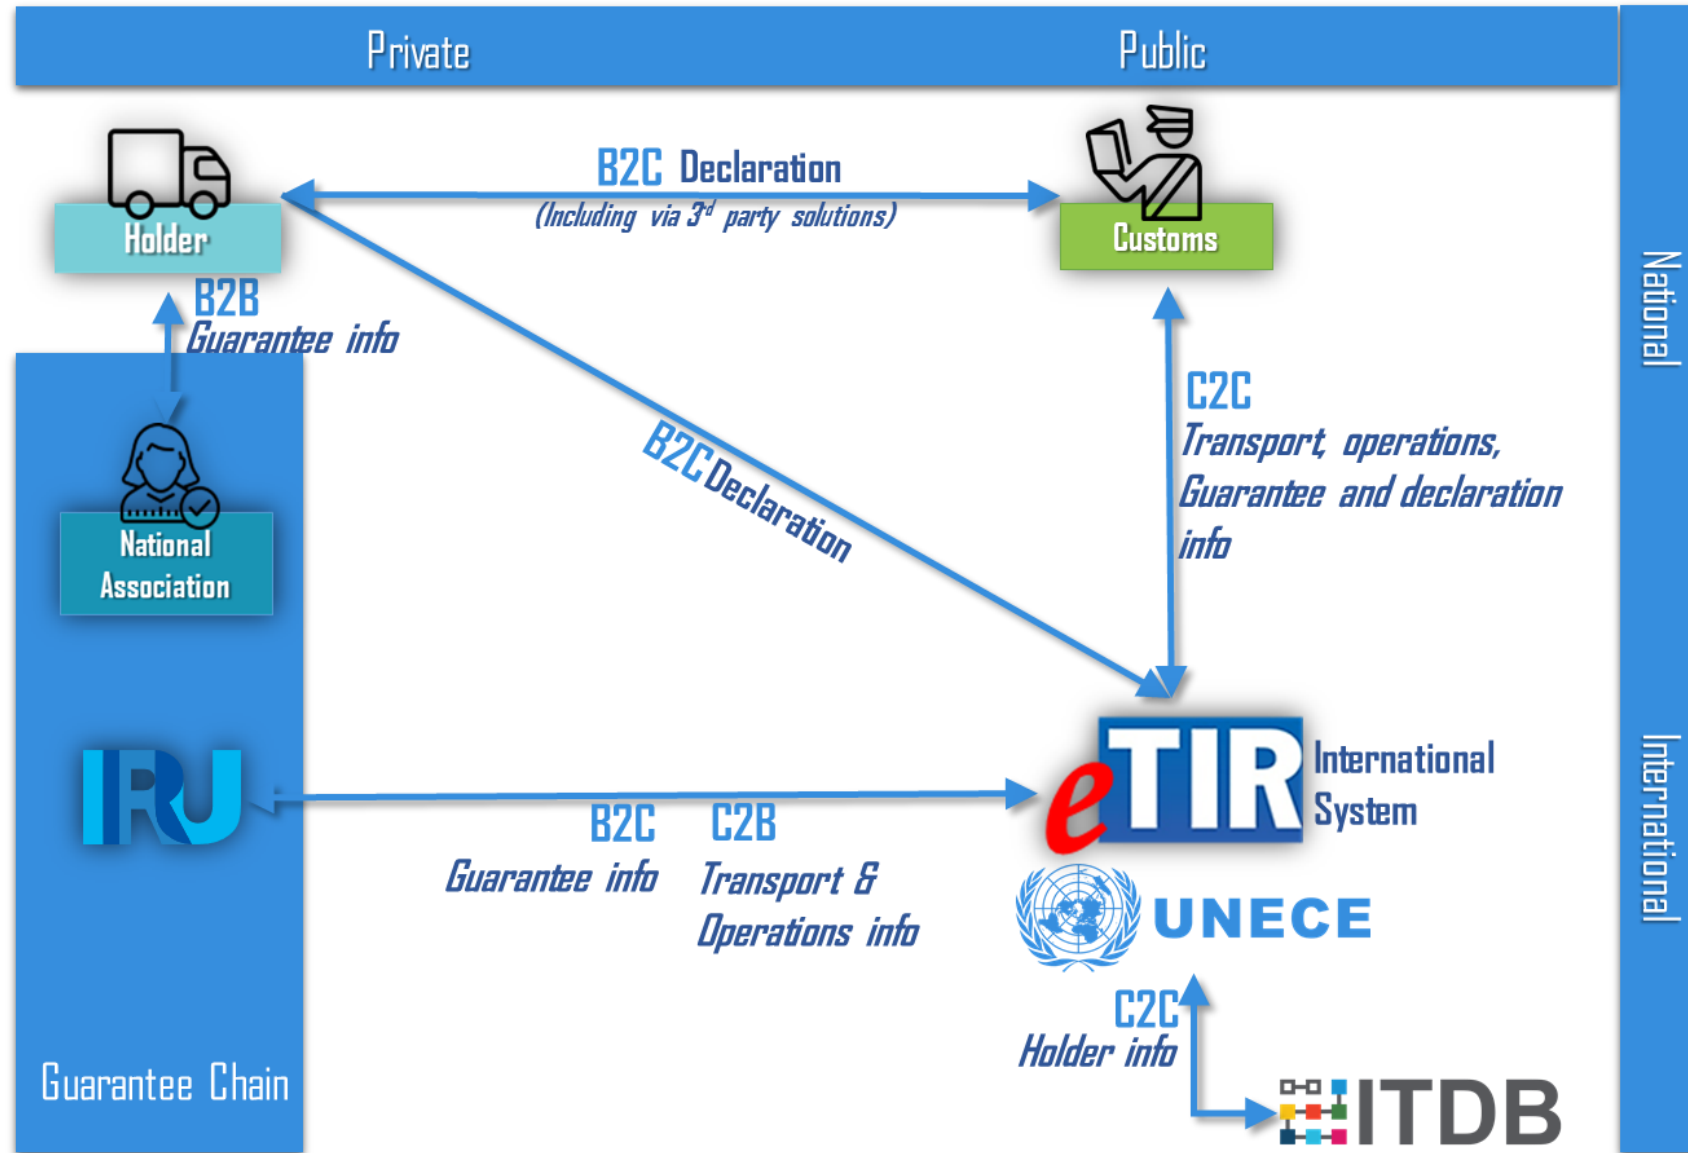 Private
Public
B2C Declaration
(Including via 3rd party solutions)
Holder
Customs
B2B
Guarantee info
National
C2C
Transport, operations,
Guarantee and declaration
info
B2C Declaration
National
Association
IRU
eTIR
International
System
International
B2C
C2B
Guarantee info
Transport &
Operations info
UNECE
C2C
Holder info
Guarantee Chain
ITDB